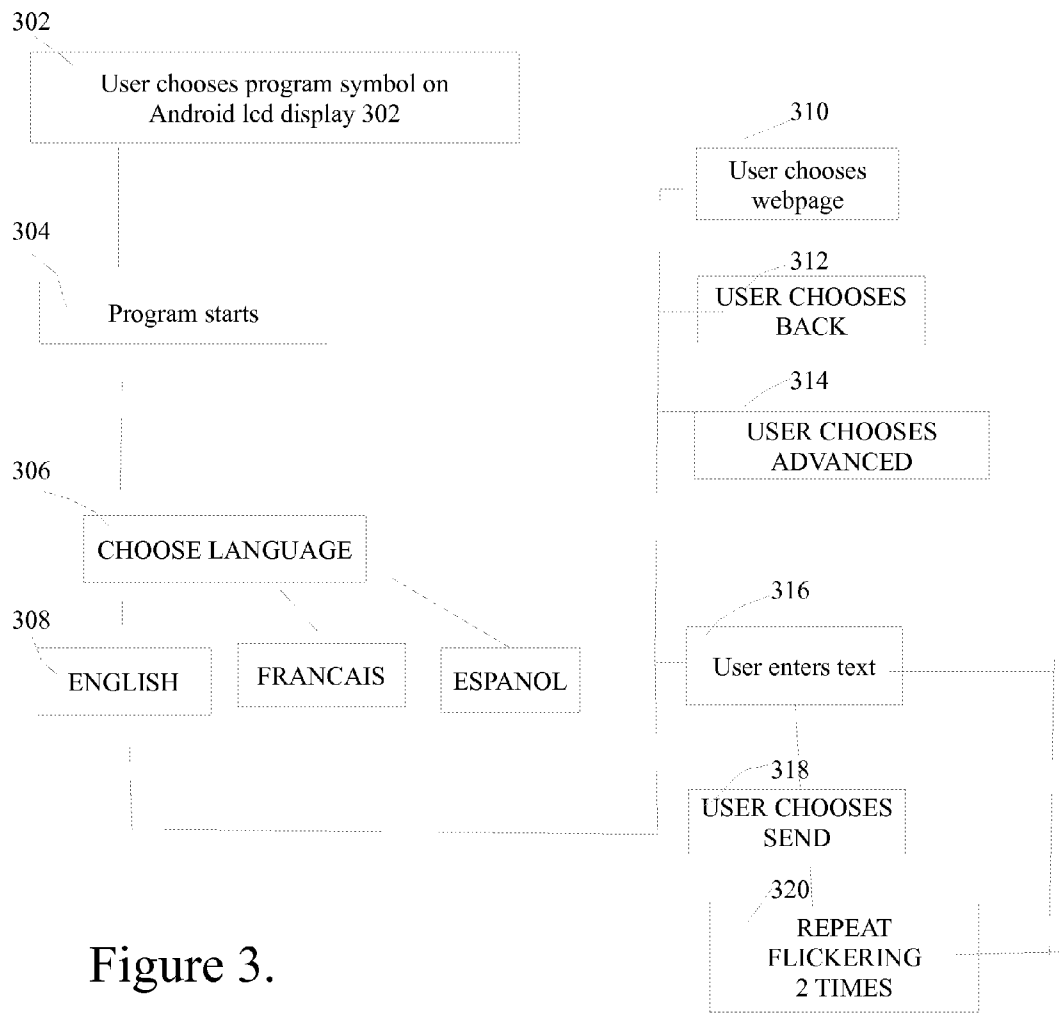 302
User chooses program symbol on
Android lcd display 302
304
Program starts
306
CHOOSE LANGUAGE
308
ENGLISH
FRANCAIS
ESPANOL
310
User chooses
webpage
312
USER CHOOSES
BACK
314
USER CHOOSES
ADVANCED
316
User enters text
318
USER CHOOSES
SEND
320
REPEAT
FLICKERING
2 TIMES
Figure 3.